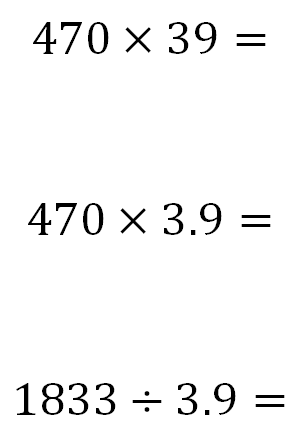 470 × 39 =
470 × 3.9 =
1833 ÷ 3.9 =